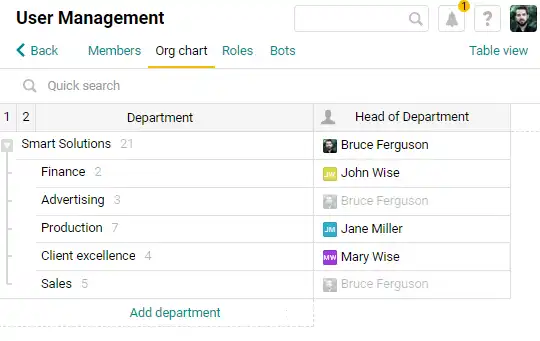 User Management
1
?
Back Members Org chart Roles Bots Table view
Quick search
1 2 Department Head of Department
Smart Solutions 21 Bruce Ferguson
Finance 2 JW John Wise
Advertising 3 Bruce Ferguson
Production 7 JM Jane Miller
Client excellence 4 MW Mary Wise
Sales 5 Bruce Ferguson
Add department